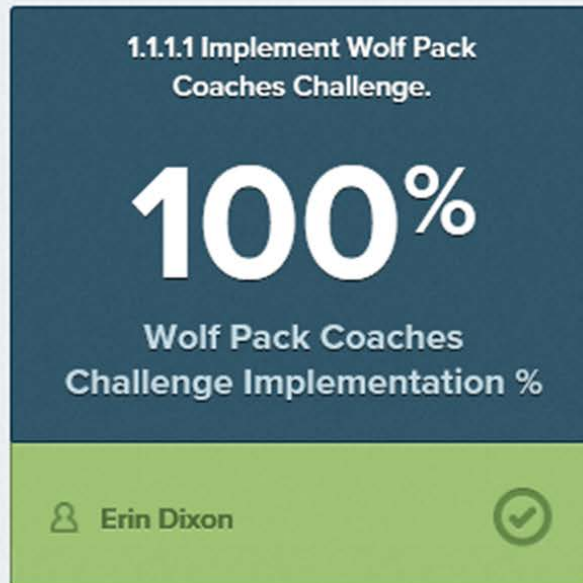 1.1.1.1 Implement Wolf Pack
Coaches Challenge.
100%
Wolf Pack Coaches
Challenge Implementation %
Erin Dixon